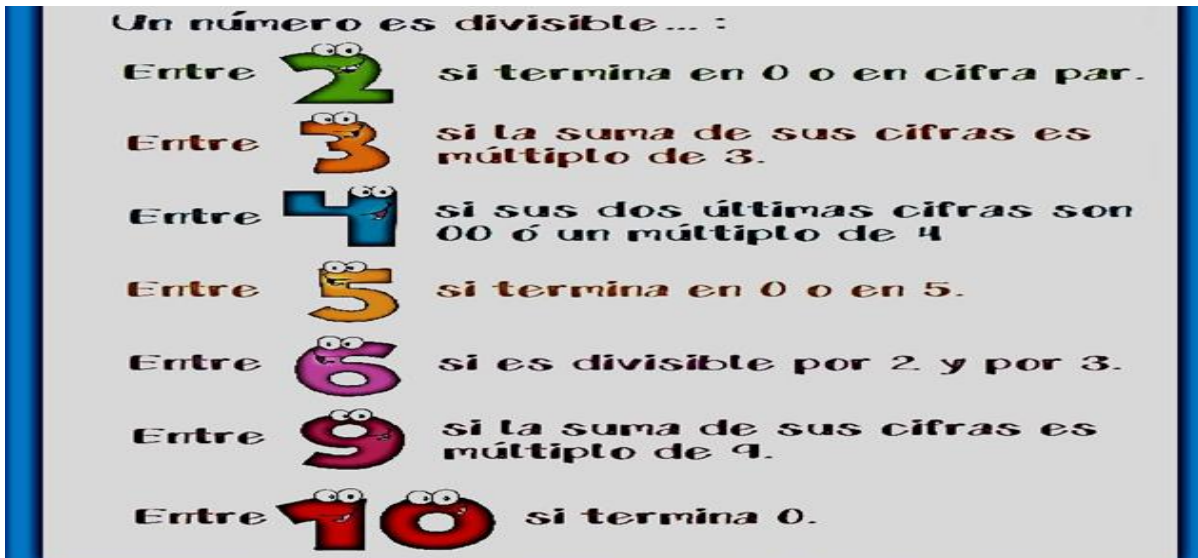 Un número es divisible... :
Entre 2 si termina en 0 o en cifra par.
Entre 3 si la suma de sus cifras es
múltiplo de 3.
Entre 4 si sus dos últimas cifras son
00 ó un múltiplo de 4
Entre 5 si termina en 0 o en 5.
Entre 6 si es divisible por 2 y por 3.
Entre 9 si la suma de sus cifras es
múltiplo de 9.
Entre 10 si termina 0.